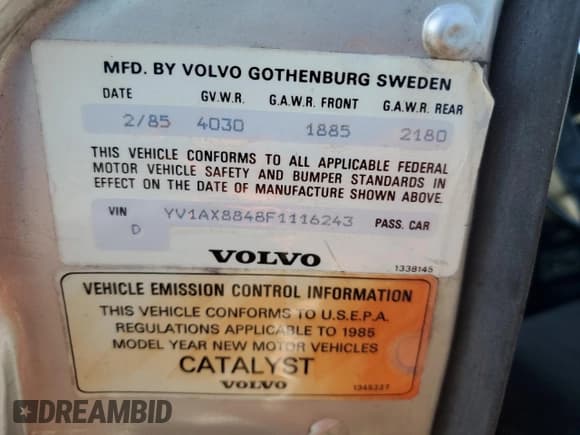 MFD. BY VOLVO GOTHENBURG SWEDEN
DATE G.V.W.R. G.A.W.R. FRONT G.A.W.R. REAR
2/85 4030 1885 2180
THIS VEHICLE CONFORMS TO ALL APPLICABLE FEDERAL
MOTOR VEHICLE SAFETY AND BUMPER STANDARDS IN
EFFECT ON THE DATE OF MANUFACTURE SHOWN ABOVE.
VIN YV1AX8848F1116243 PASS. CAR
D
VOLVO
1338145
VEHICLE EMISSION CONTROL INFORMATION
THIS VEHICLE CONFORMS TO U.S.E.P.A.
REGULATIONS APPLICABLE TO 1985
MODEL YEAR NEW MOTOR VEHICLES
CATALYST
VOLVO
DREAMBID